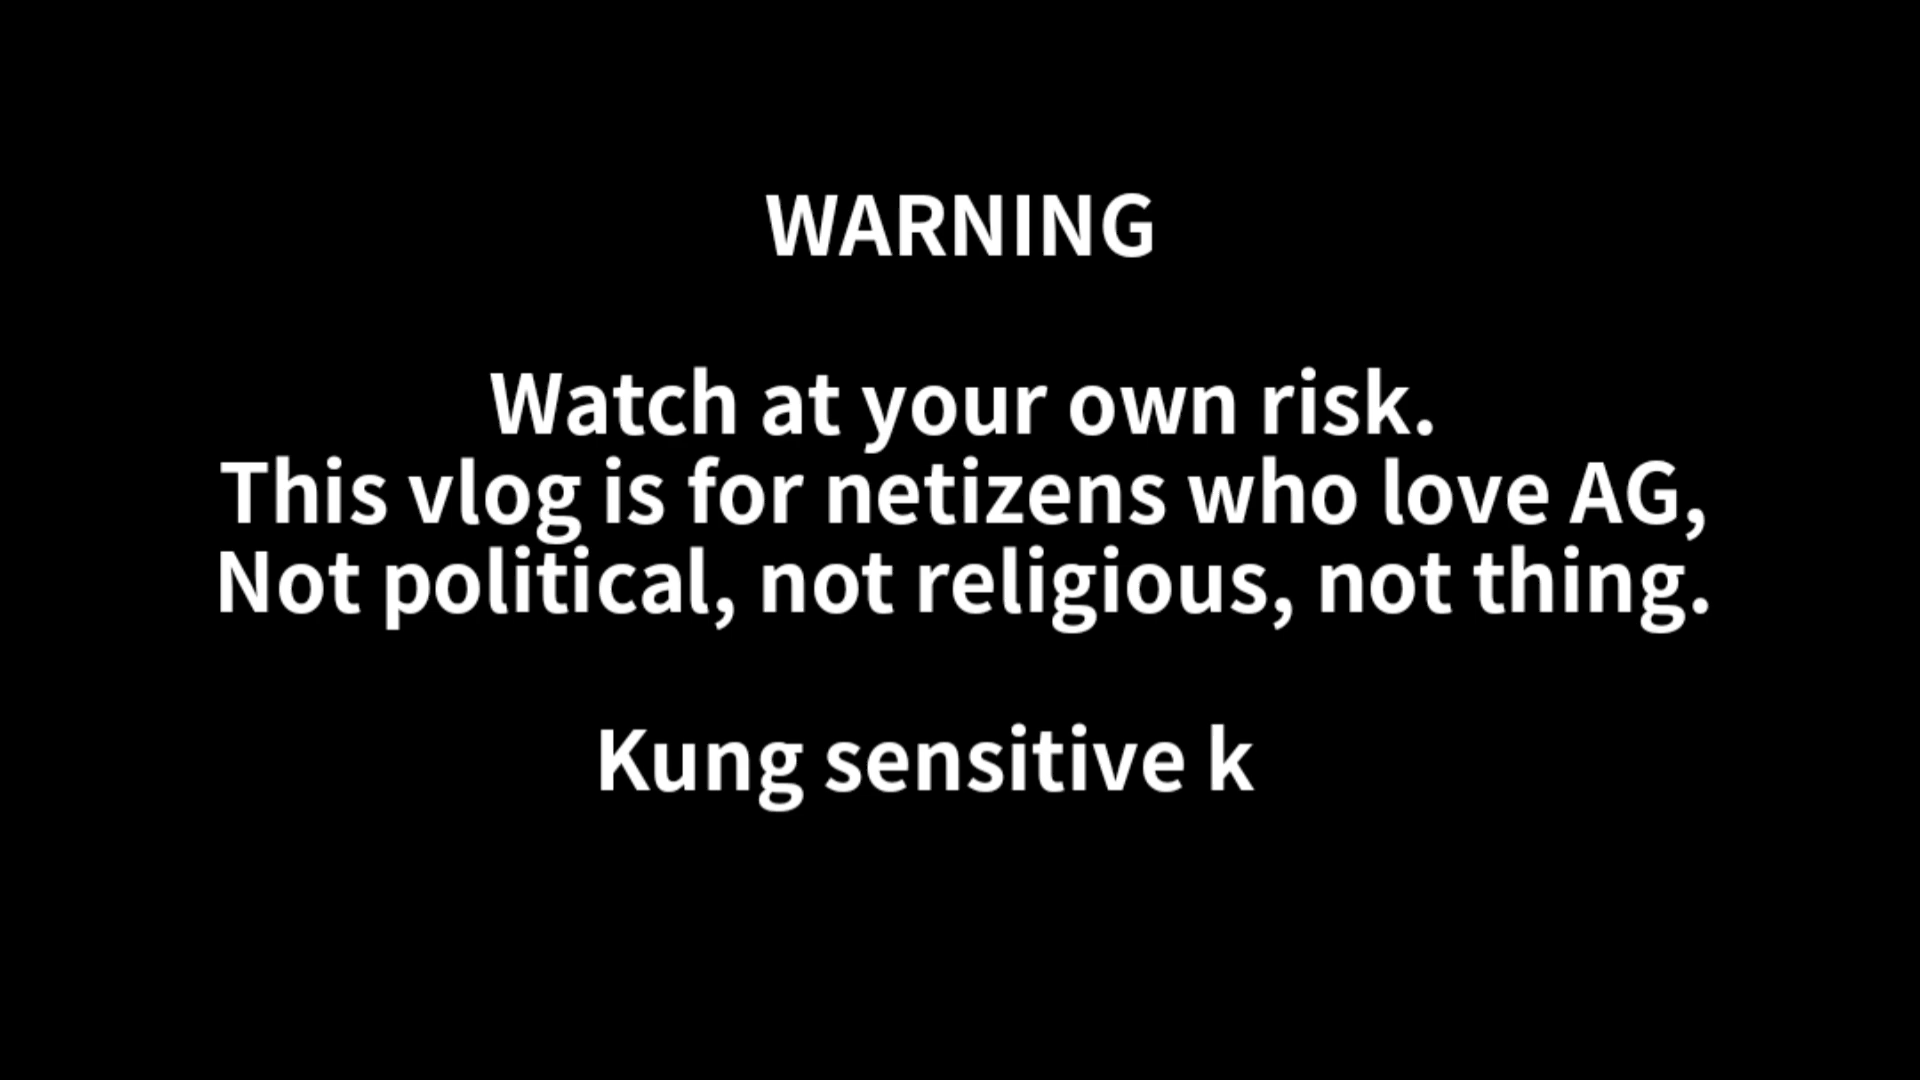 WARNING
Watch at your own risk.
This vlog is for netizens who love AG,
Not political, not religious, not thing.
Kung sensitive k